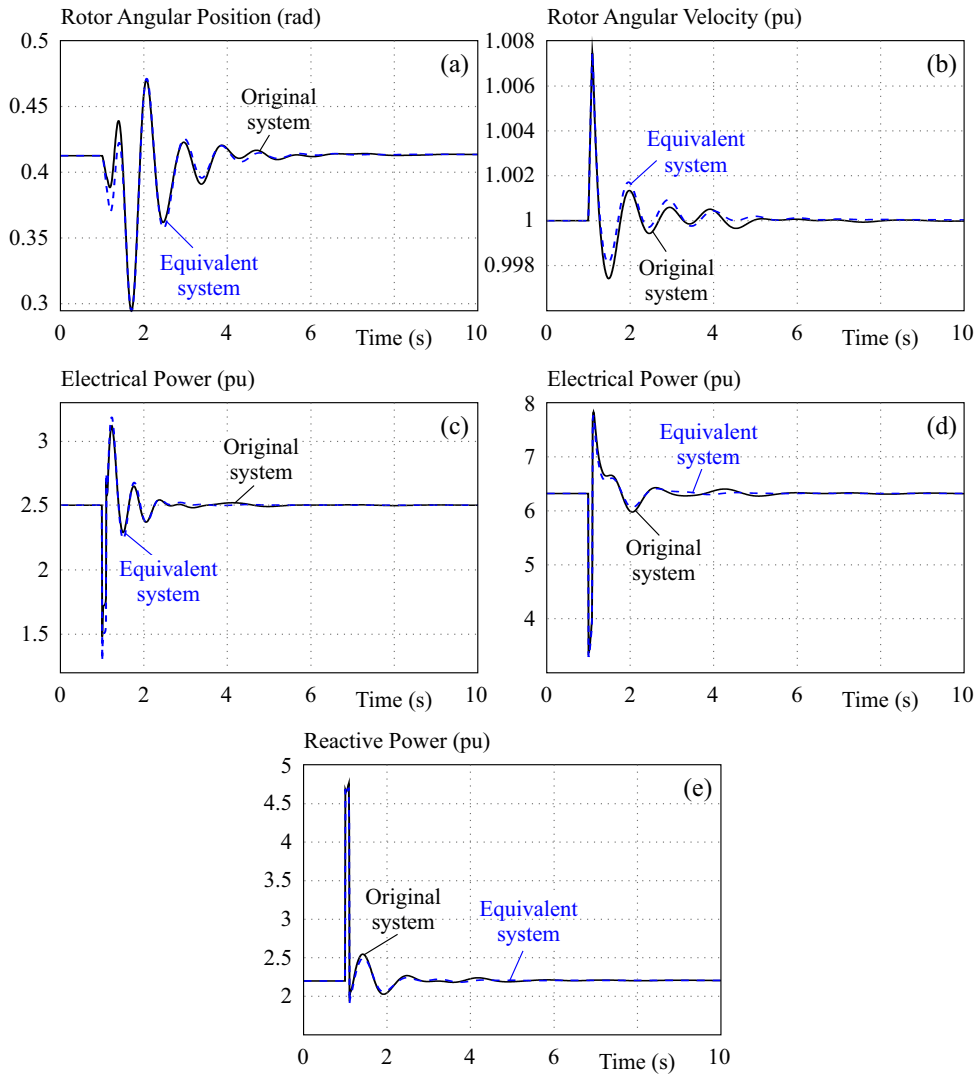 Rotor Angular Position (rad)
0.5
0.45
0.4
0.35
0.3
(a)
Original
system
Equivalent
system
0 2 4 6 Time (s) 10
Rotor Angular Velocity (pu)
1.008
1.006
1.004
1.002
1
0.998
(b)
Equivalent
system
Original
system
0 2 4 6 Time (s) 10
Electrical Power (pu)
3
2.5
2
1.5
(c)
Original
system
Equivalent
system
0 2 4 6 Time (s) 10
Electrical Power (pu)
8
7
6
5
4
(d)
Equivalent
system
Original
system
0 2 4 6 Time (s) 10
Reactive Power (pu)
5
4.5
4
3.5
3
2.5
2
(e)
Original
system
Equivalent
system
0 2 4 6 Time (s) 10